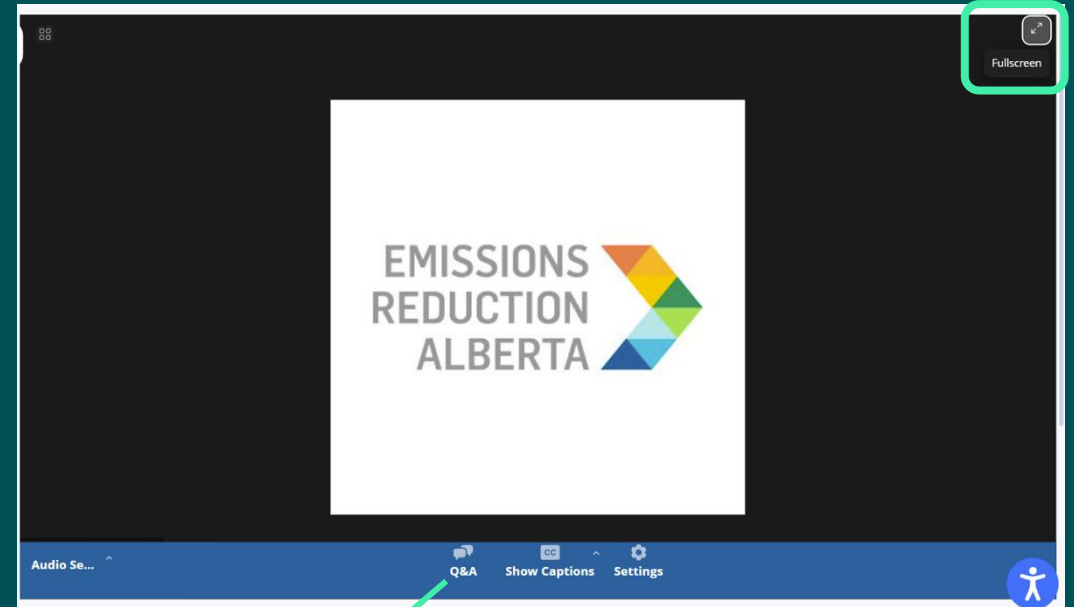 Fullscreen
EMISSIONS
REDUCTION
ALBERTA
Audio Se...
Q&A
CC
Show Captions
Settings